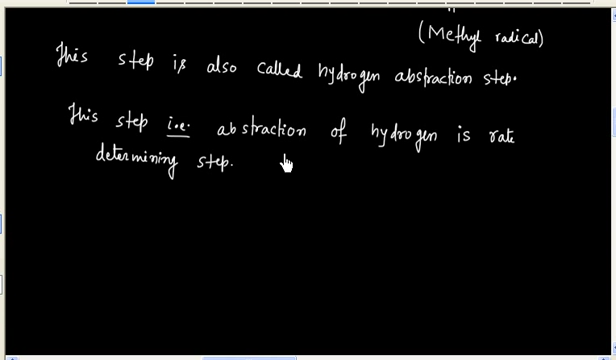 (Methyl radical)
This step is also called hydrogen abstraction step.
This step i.e. abstraction of hydrogen is rate
determining step.